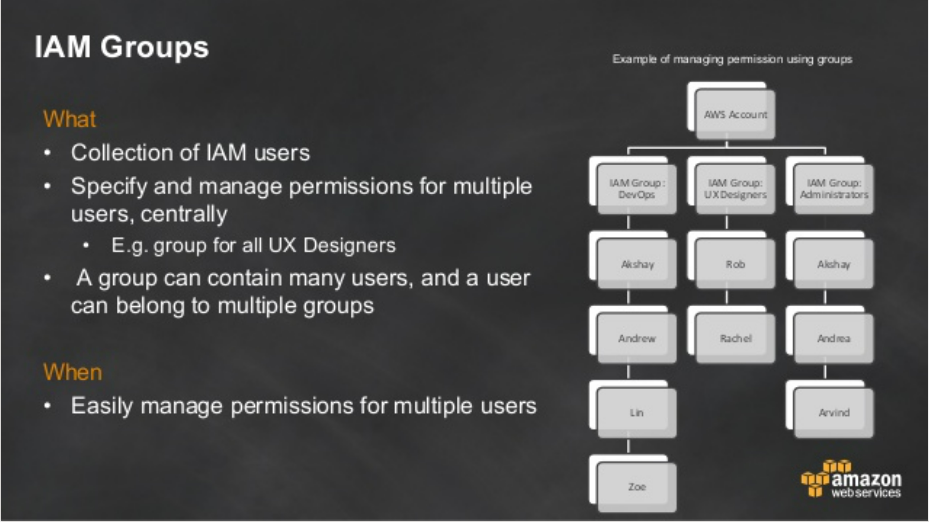 IAM Groups
Example of managing permission using groups
What
• Collection of IAM users
• Specify and manage permissions for multiple
users, centrally
• E.g. group for all UX Designers
• A group can contain many users, and a user
can belong to multiple groups
When
• Easily manage permissions for multiple users
AWS Account
IAM Group:
DevOps
IAM Group:
UX Designers
IAM Group:
Administrators
Akshay
Rob
Akshay
Andrew
Rachel
Andrea
Lin
Arvind
Zoe
amazon
web services